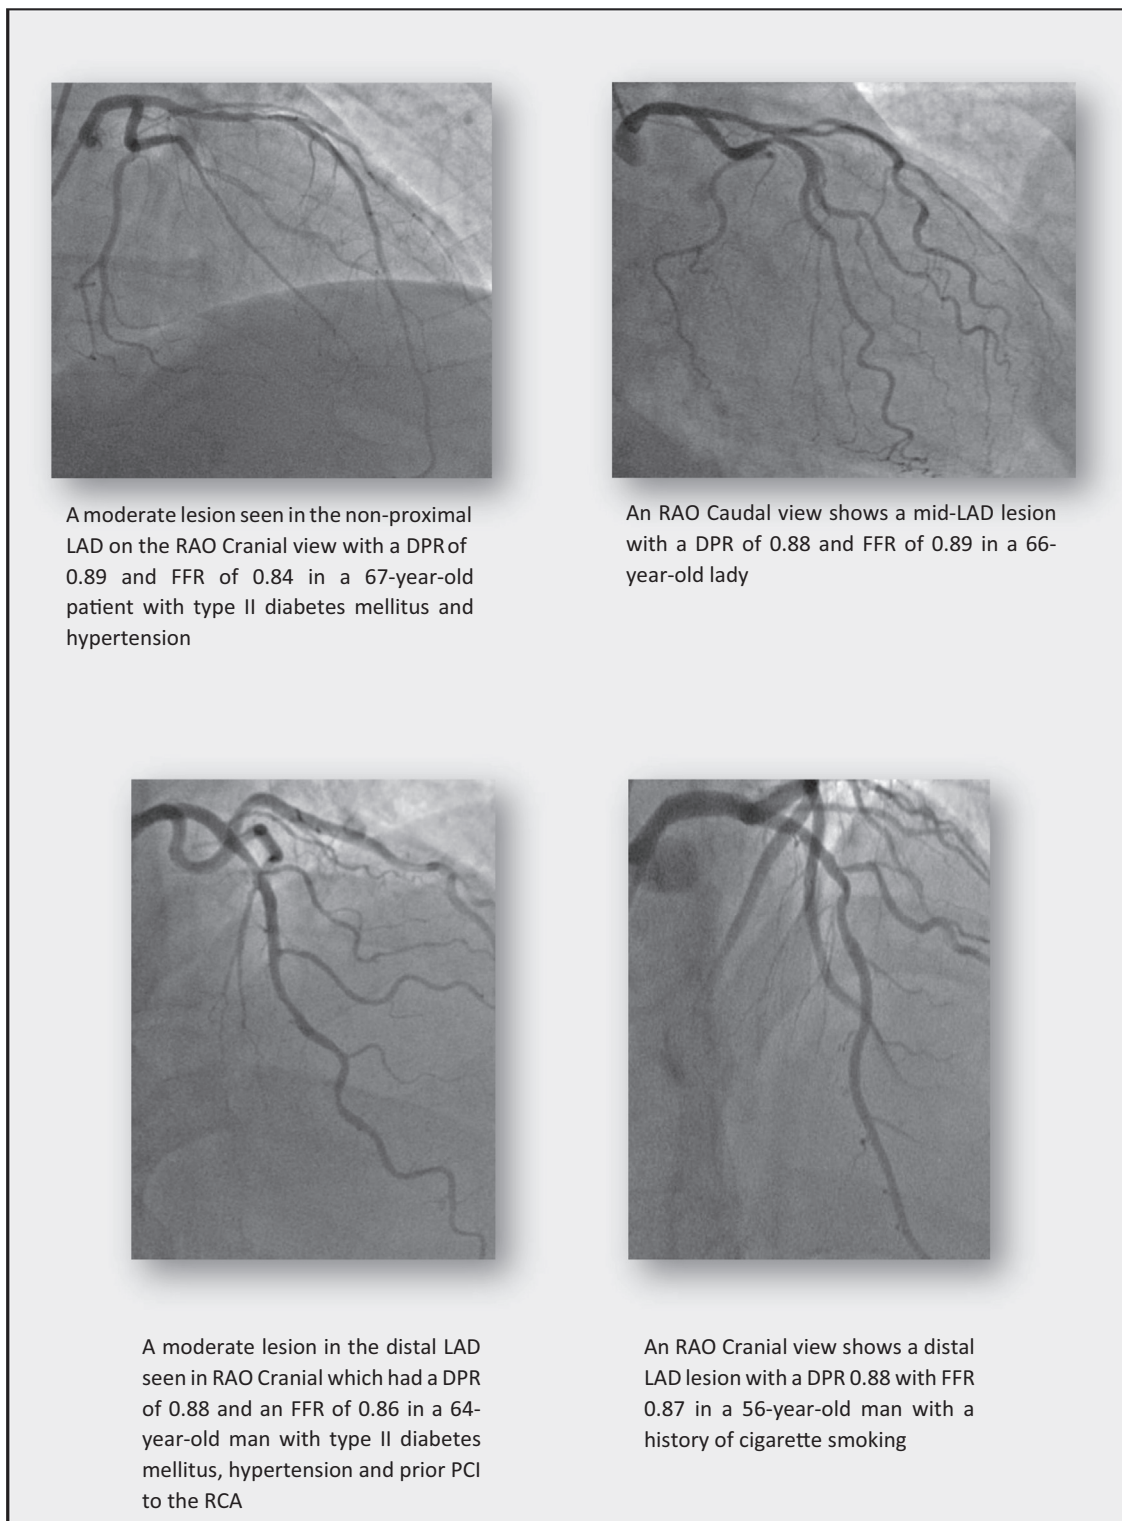 A moderate lesion seen in the non-proximal
LAD on the RAO Cranial view with a DPR of
0.89 and FFR of 0.84 in a 67-year-old
patient with type II diabetes mellitus and
hypertension
An RAO Caudal view shows a mid-LAD lesion
with a DPR of 0.88 and FFR of 0.89 in a 66-
year-old lady
A moderate lesion in the distal LAD
seen in RAO Cranial which had a DPR
of 0.88 and an FFR of 0.86 in a 64-
year-old man with type II diabetes
mellitus, hypertension and prior PCI
to the RCA
An RAO Cranial view shows a distal
LAD lesion with a DPR 0.88 with FFR
0.87 in a 56-year-old man with a
history of cigarette smoking